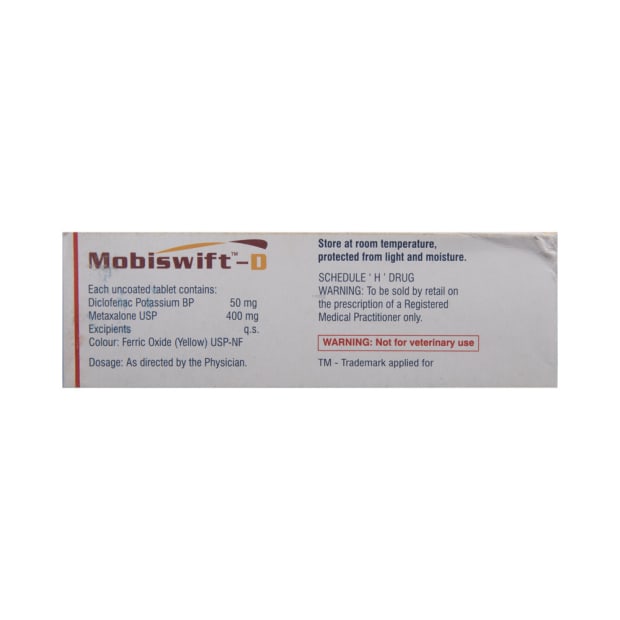 Mobiswift™-D
Each uncoated tablet contains:
Diclofenac Potassium BP 50 mg
Metaxalone USP 400 mg
Excipients q.s.
Colour: Ferric Oxide (Yellow) USP-NF
Dosage: As directed by the Physician.
Store at room temperature,
protected from light and moisture.
SCHEDULE ' H ' DRUG
WARNING: To be sold by retail on
the prescription of a Registered
Medical Practitioner only.
WARNING: Not for veterinary use
TM - Trademark applied for